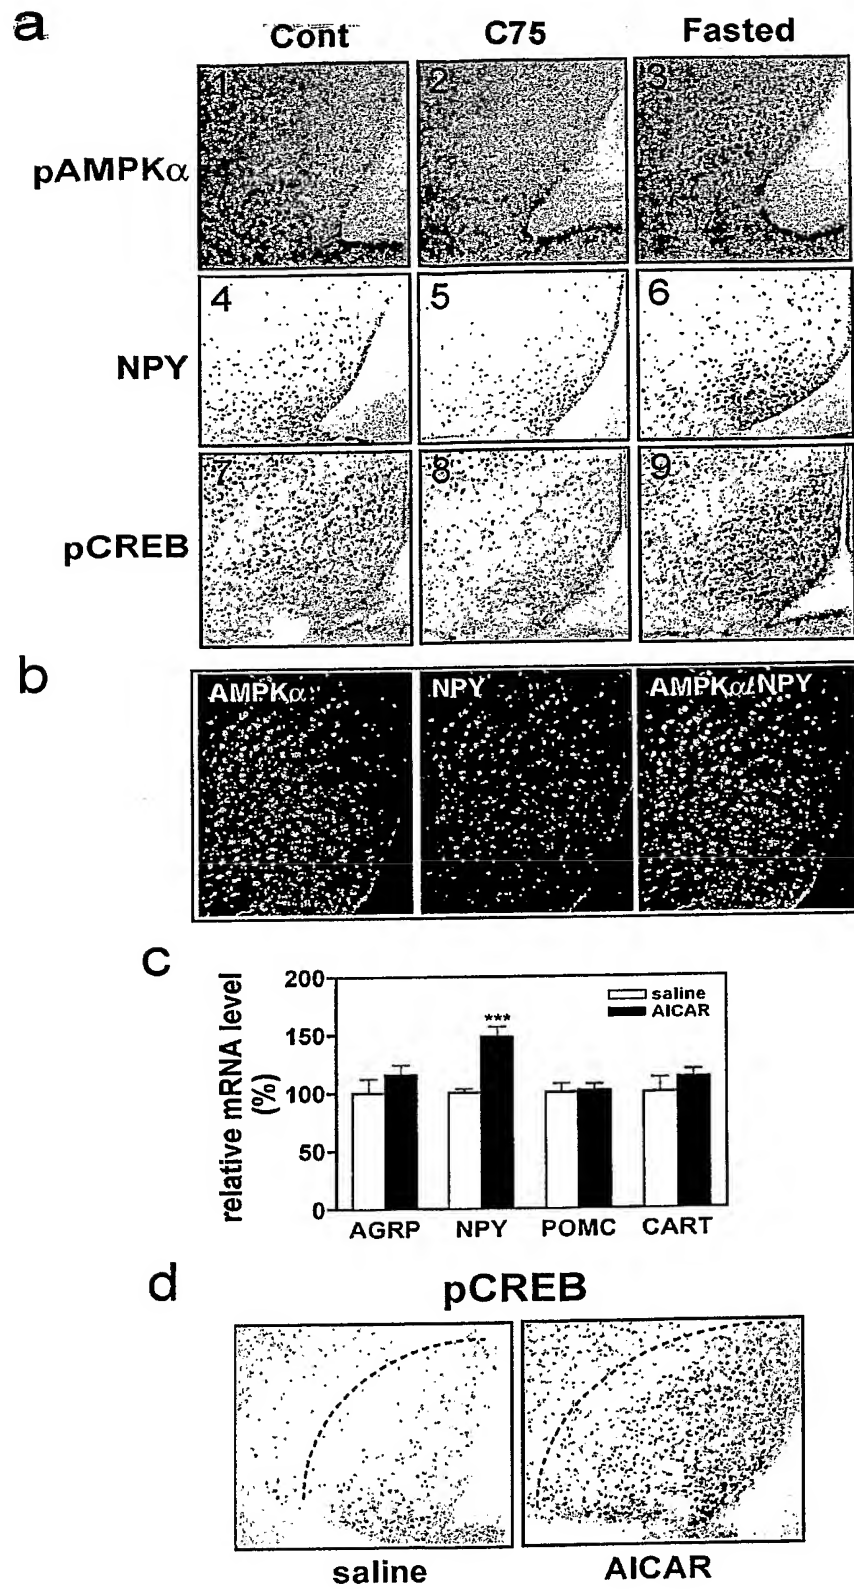 a
Cont C75 Fasted
1 2 3
pAMPKα
4 5 6
NPY
7 8 9
pCREB
b
AMPKα NPY AMPKα/NPY
c
relative mRNA level
(%)
200
150
100
50
0
saline
AICAR
***
AGRP NPY POMC CART
d
pCREB
saline AICAR